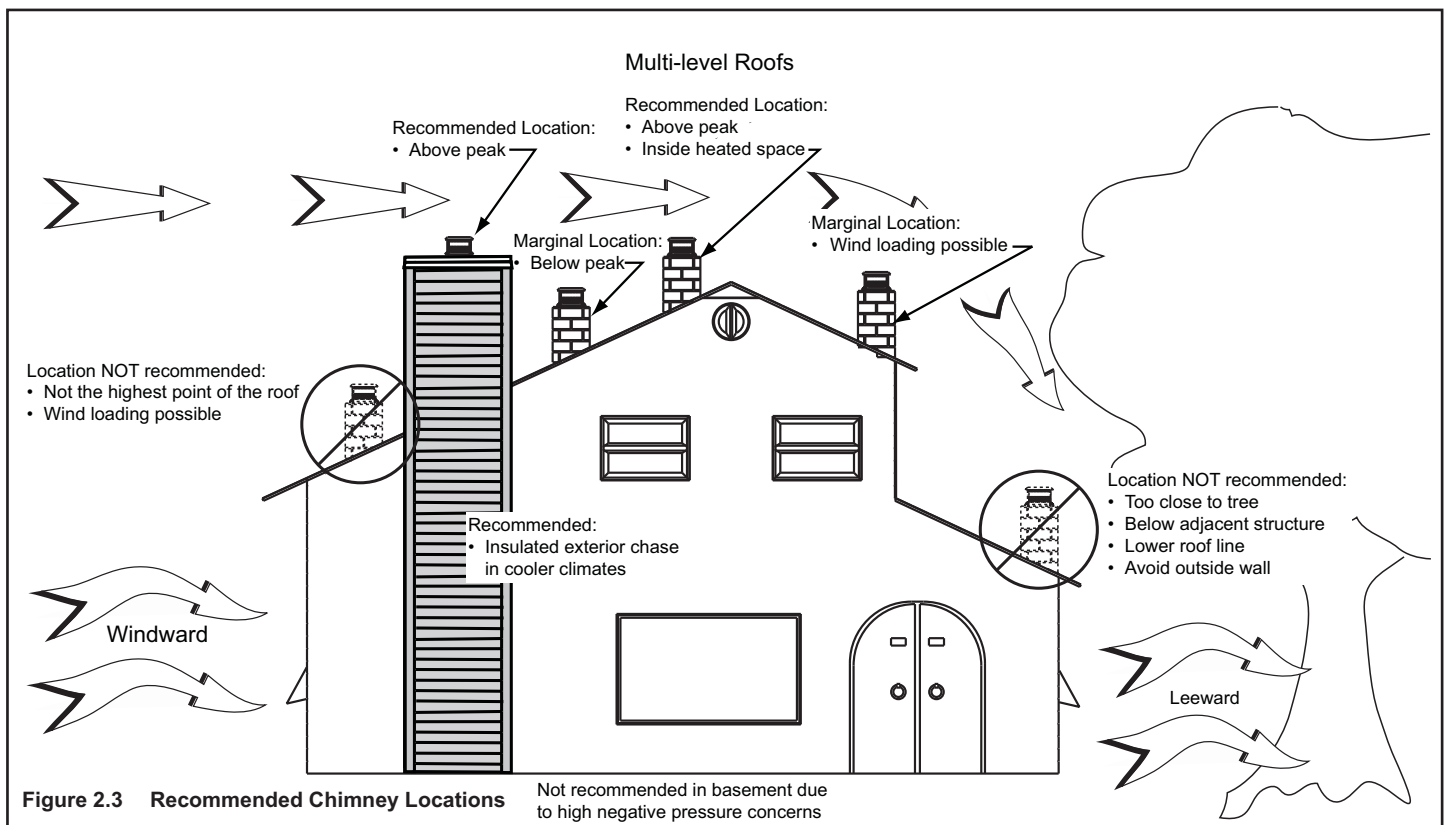 Multi-level Roofs
Recommended Location:
• Above peak
Recommended Location:
• Above peak
• Inside heated space
Marginal Location:
• Below peak
Marginal Location:
• Wind loading possible
Location NOT recommended:
• Not the highest point of the roof
• Wind loading possible
Recommended:
• Insulated exterior chase
in cooler climates
Location NOT recommended:
• Too close to tree
• Below adjacent structure
• Lower roof line
• Avoid outside wall
Windward
Leeward
Figure 2.3 Recommended Chimney Locations
Not recommended in basement due
to high negative pressure concerns